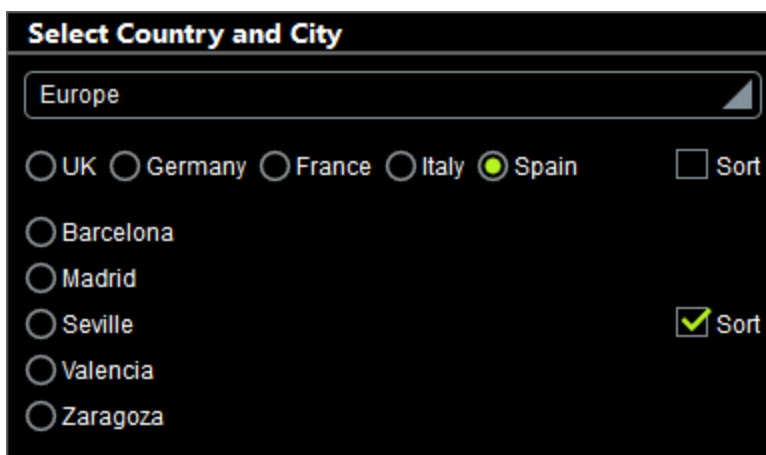 Select Country and City
Europe
UK Germany France Italy Spain Sort
Barcelona
Madrid
Seville Sort
Valencia
Zaragoza